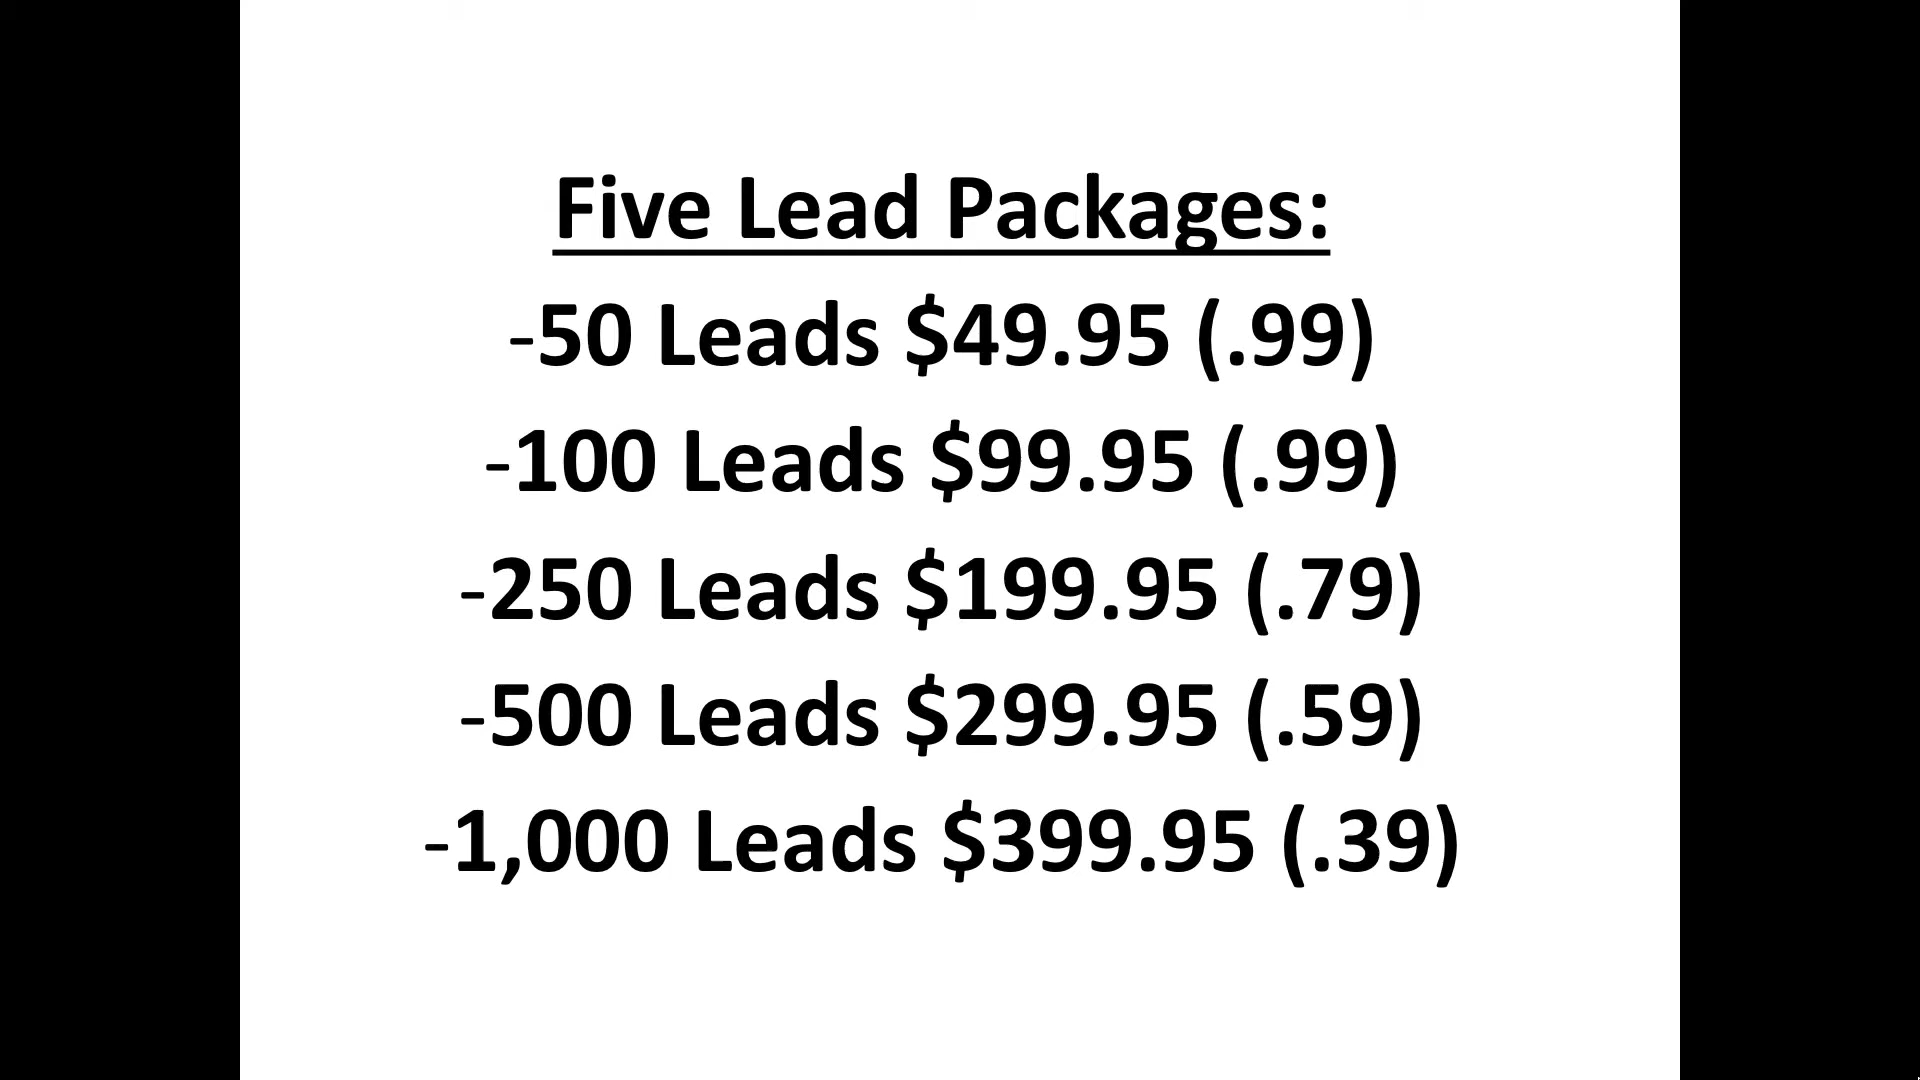 Five Lead Packages:
-50 Leads $49.95 (.99)
-100 Leads $99.95 (.99)
-250 Leads $199.95 (.79)
-500 Leads $299.95 (.59)
-1,000 Leads $399.95 (.39)